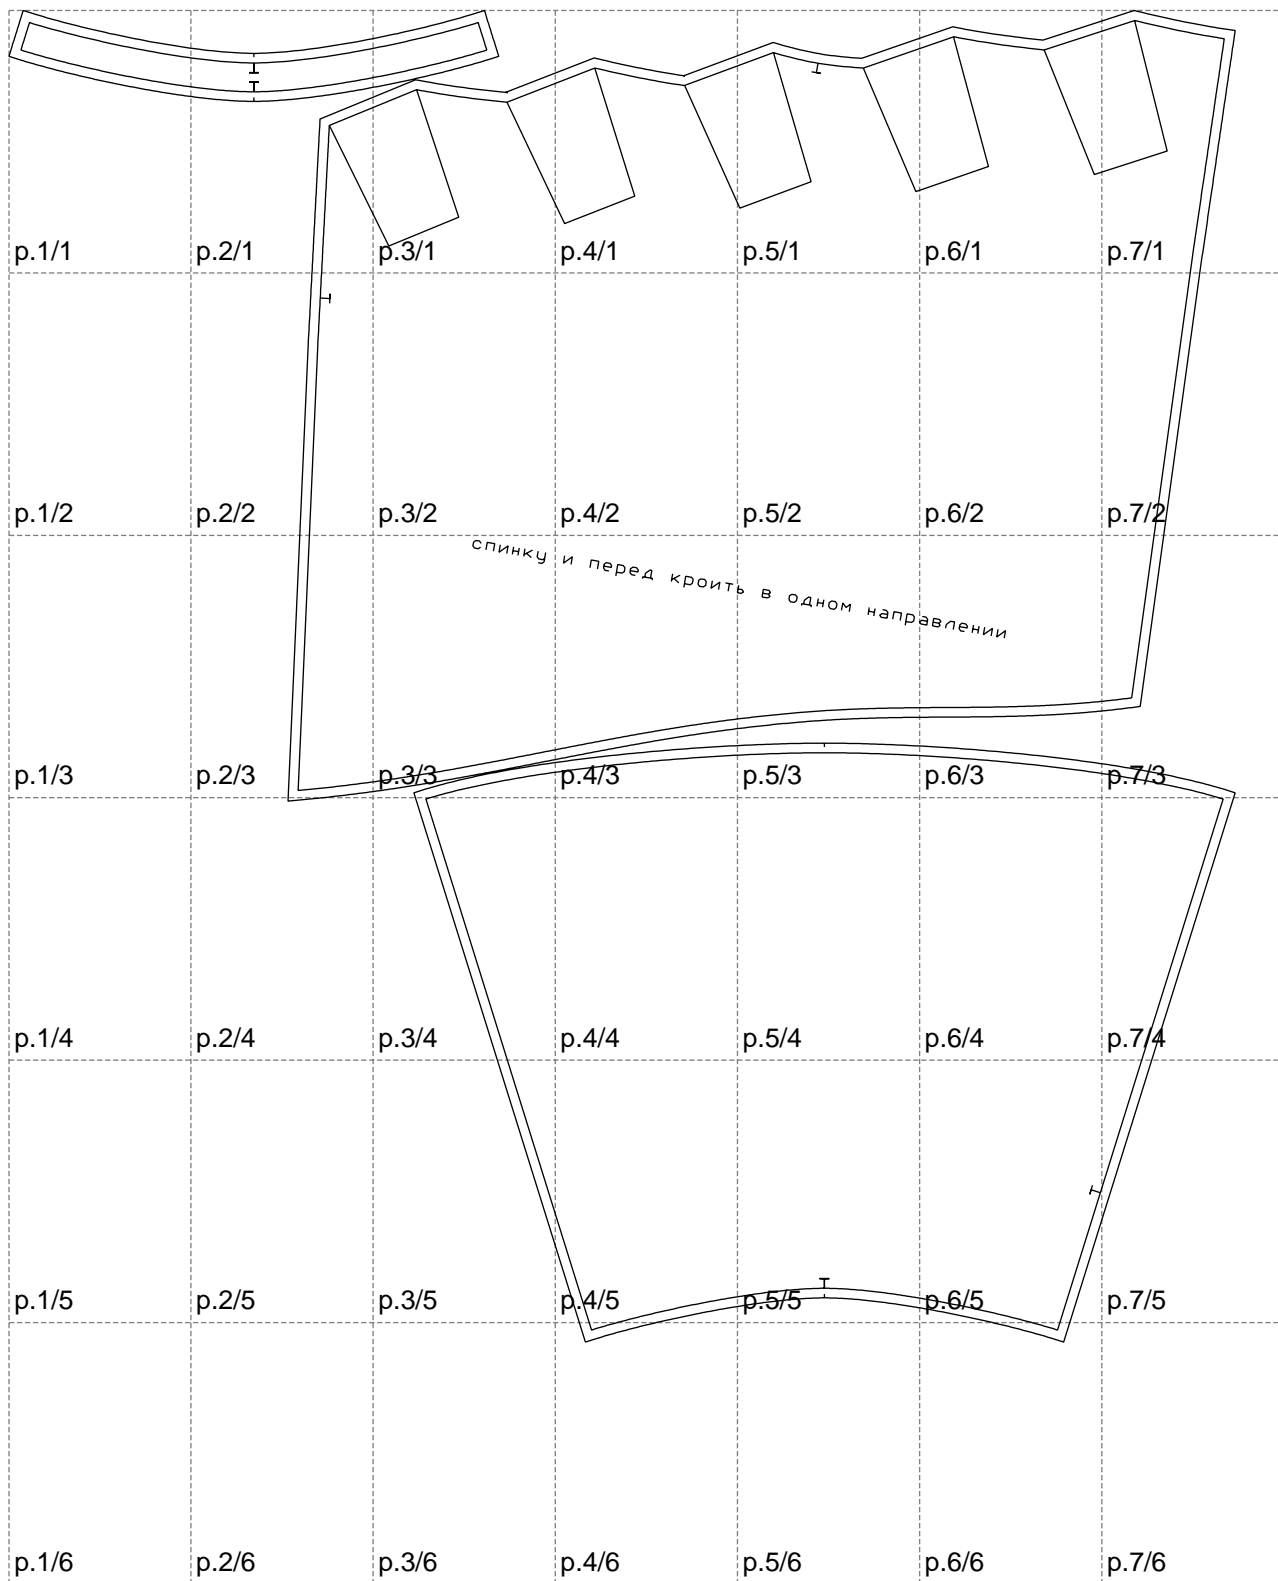 p.1/1 p.2/1 p.3/1 p.4/1 p.5/1 p.6/1 p.7/1
p.1/2 p.2/2 p.3/2 p.4/2 p.5/2 p.6/2 p.7/2
спинку и перед кроить в одном направлении
p.1/3 p.2/3 p.3/3 p.4/3 p.5/3 p.6/3 p.7/3
p.1/4 p.2/4 p.3/4 p.4/4 p.5/4 p.6/4 p.7/4
p.1/5 p.2/5 p.3/5 p.4/5 p.5/5 p.6/5 p.7/5
p.1/6 p.2/6 p.3/6 p.4/6 p.5/6 p.6/6 p.7/6